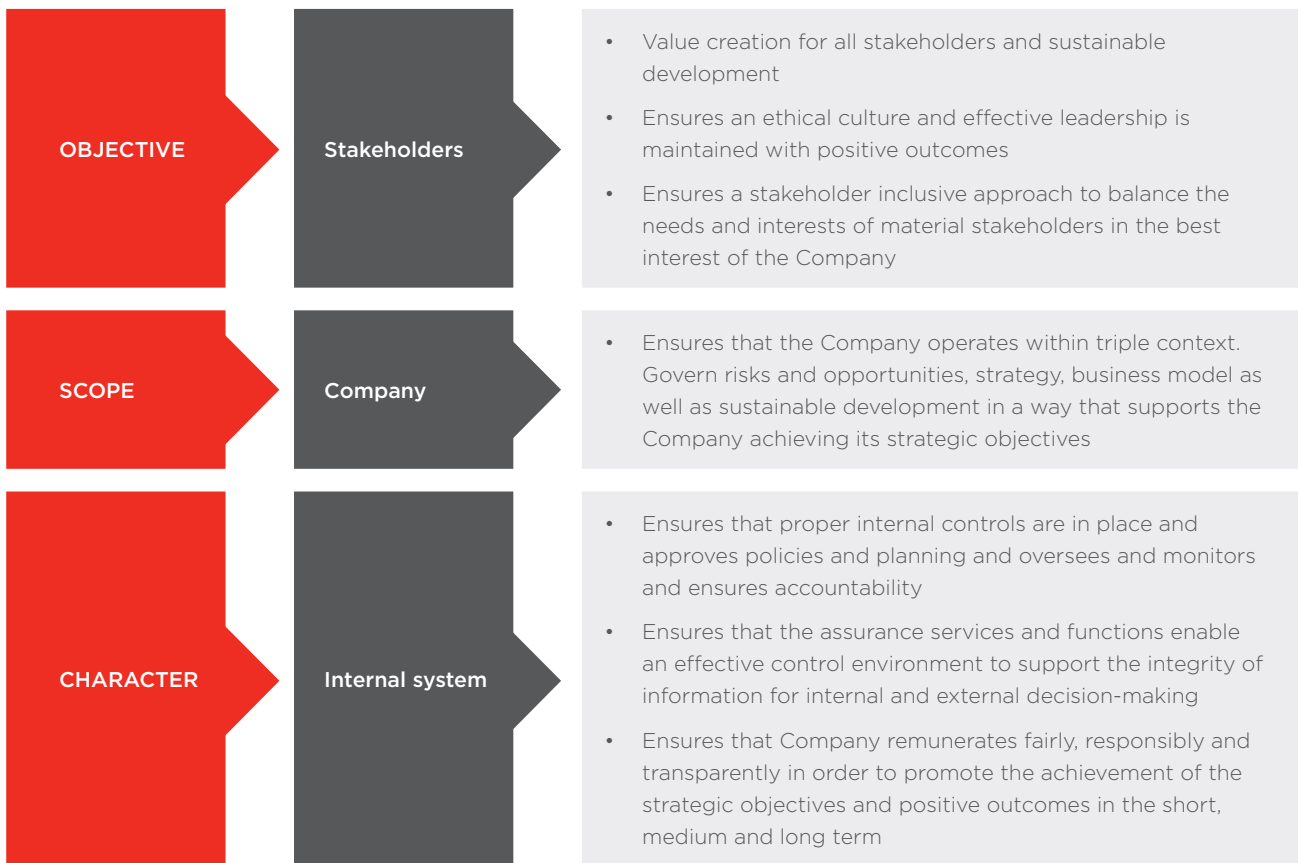 OBJECTIVE
Stakeholders
• Value creation for all stakeholders and sustainable
development
• Ensures an ethical culture and effective leadership is
maintained with positive outcomes
• Ensures a stakeholder inclusive approach to balance the
needs and interests of material stakeholders in the best
interest of the Company
SCOPE
Company
• Ensures that the Company operates within triple context.
Govern risks and opportunities, strategy, business model as
well as sustainable development in a way that supports the
Company achieving its strategic objectives
CHARACTER
Internal system
• Ensures that proper internal controls are in place and
approves policies and planning and oversees and monitors
and ensures accountability
• Ensures that the assurance services and functions enable
an effective control environment to support the integrity of
information for internal and external decision-making
• Ensures that Company remunerates fairly, responsibly and
transparently in order to promote the achievement of the
strategic objectives and positive outcomes in the short,
medium and long term